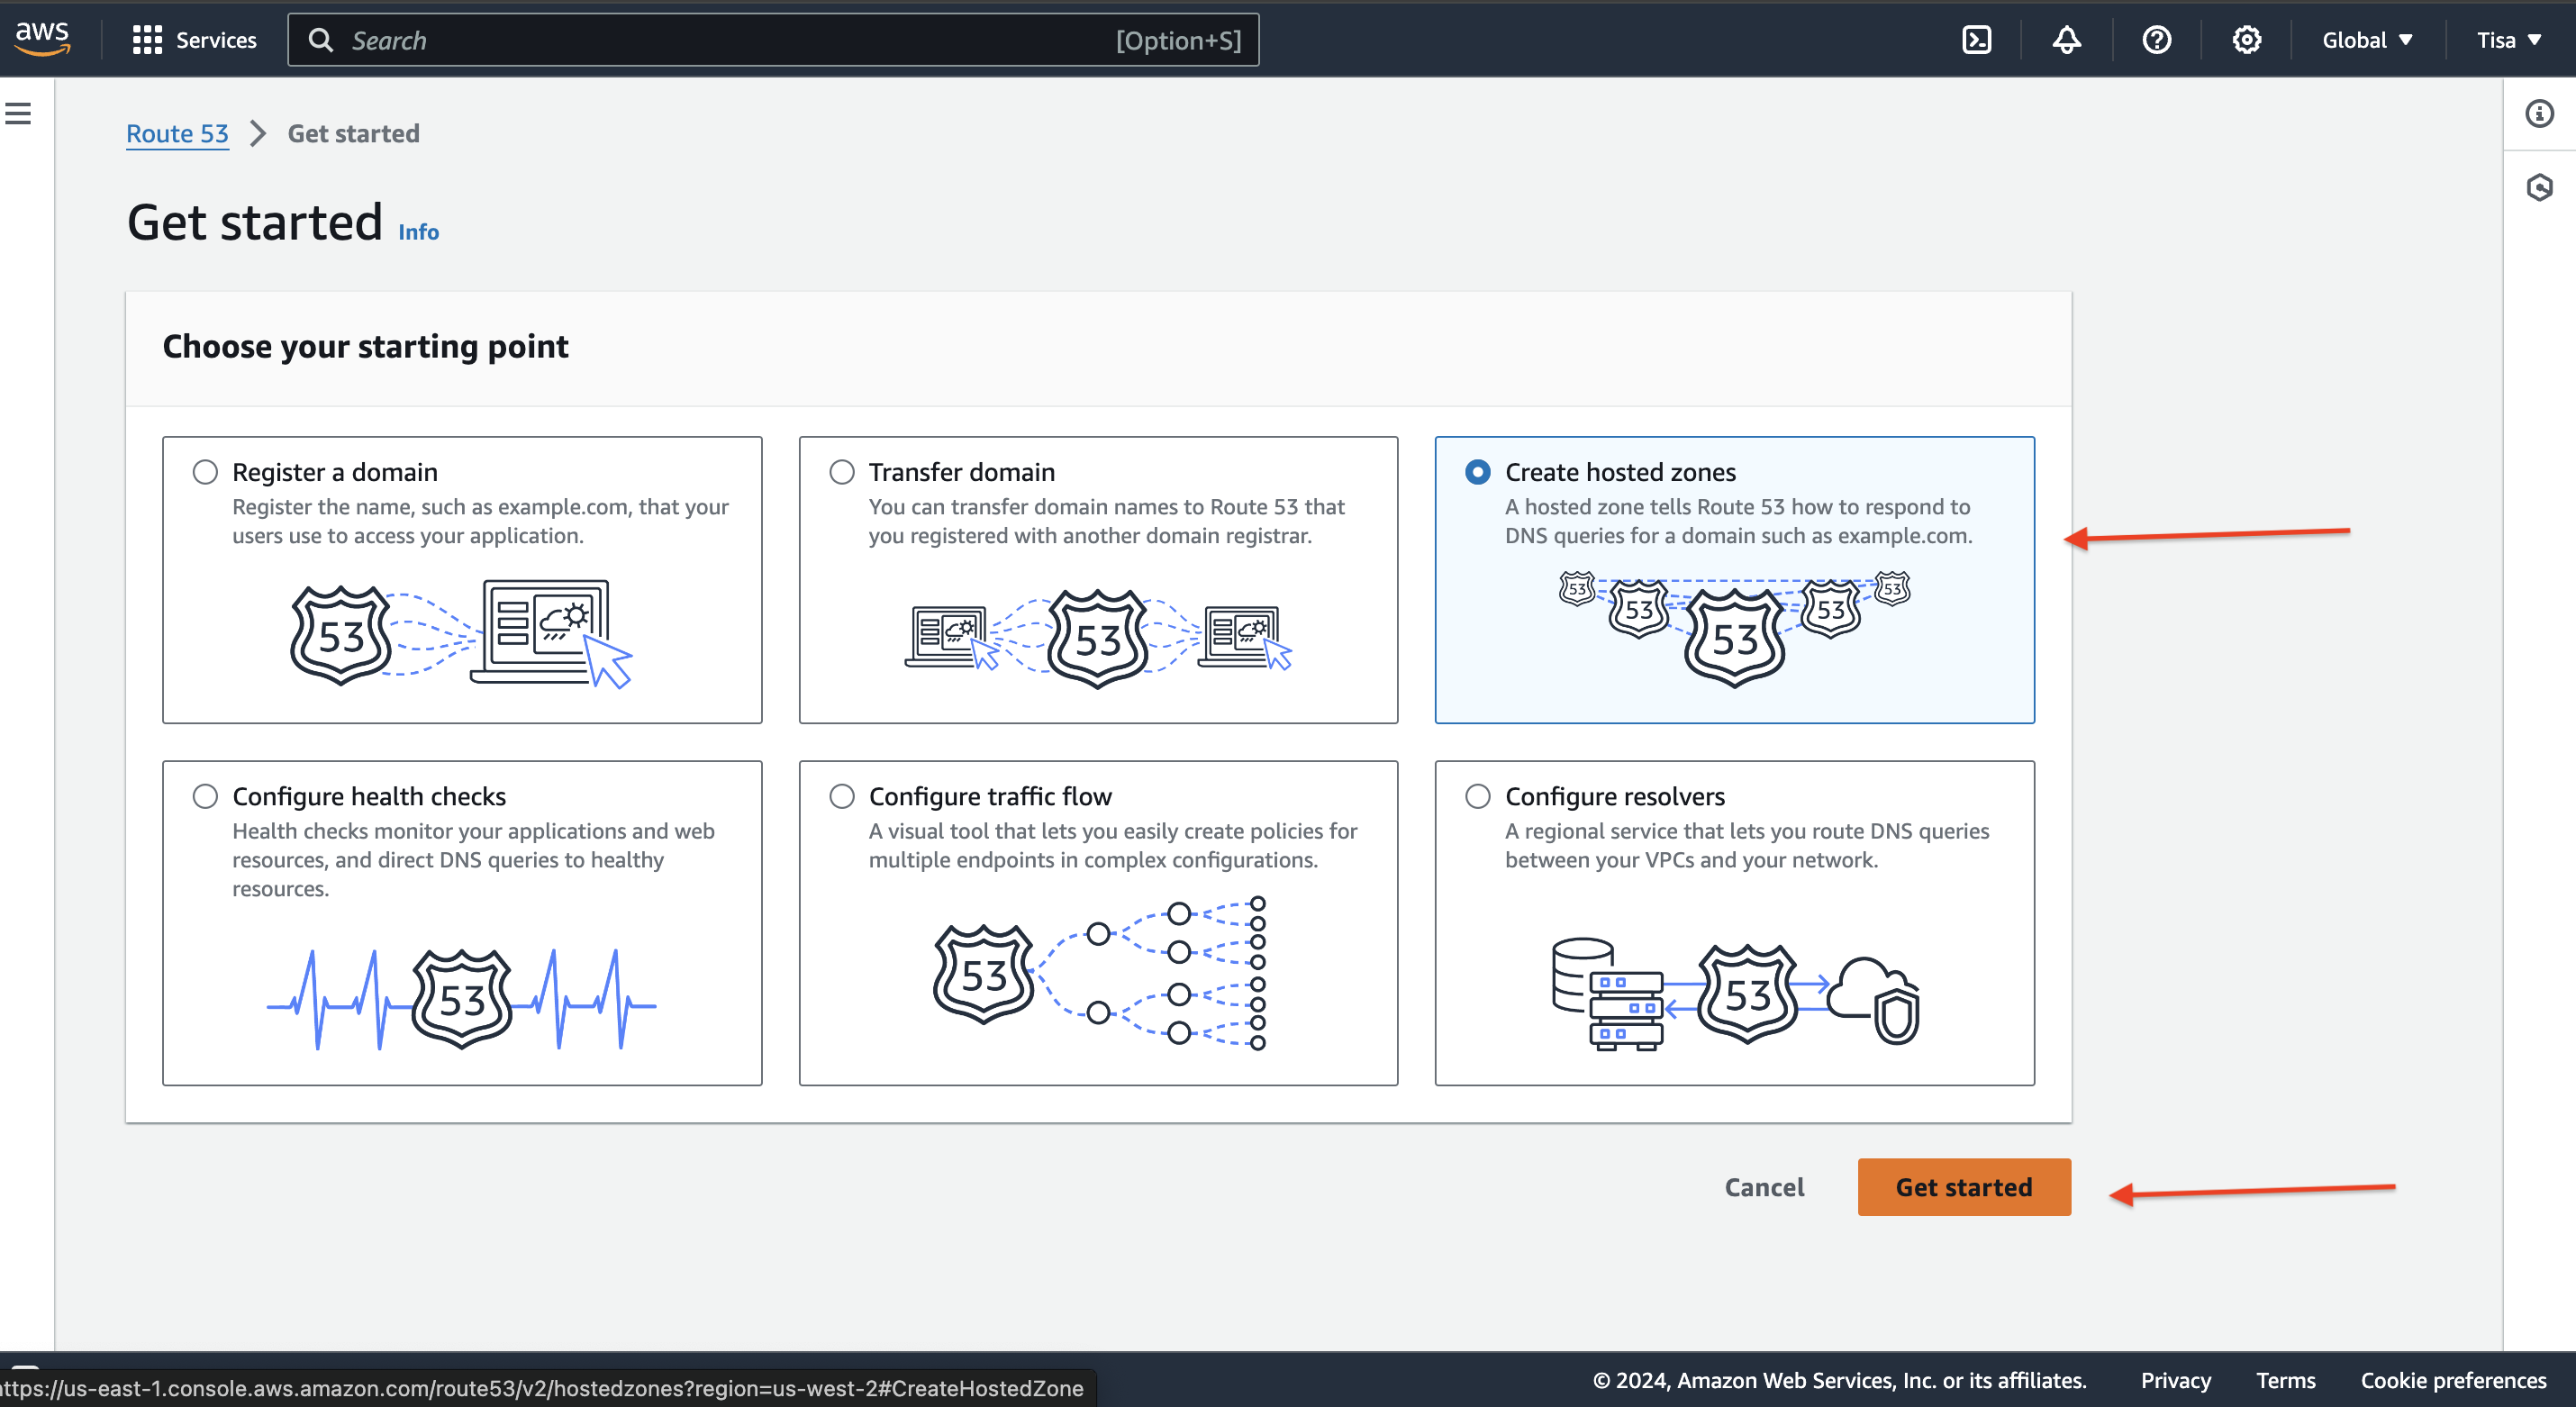 aws
Services
Search
[Option+S]
Global
Tisa
Route 53
Get started
Get started Info
Choose your starting point
Register a domain
Register the name, such as example.com, that your
users use to access your application.
53
Transfer domain
You can transfer domain names to Route 53 that
you registered with another domain registrar.
53
Create hosted zones
A hosted zone tells Route 53 how to respond to
DNS queries for a domain such as example.com.
53
53
53
53
53
Configure health checks
Health checks monitor your applications and web
resources, and direct DNS queries to healthy
resources.
53
Configure traffic flow
A visual tool that lets you easily create policies for
multiple endpoints in complex configurations.
53
Configure resolvers
A regional service that lets you route DNS queries
between your VPCs and your network.
53
Cancel
Get started
ttps://us-east-1.console.aws.amazon.com/route53/v2/hostedzones?region=us-west-2#CreateHostedZone
© 2024, Amazon Web Services, Inc. or its affiliates.
Privacy
Terms
Cookie preferences